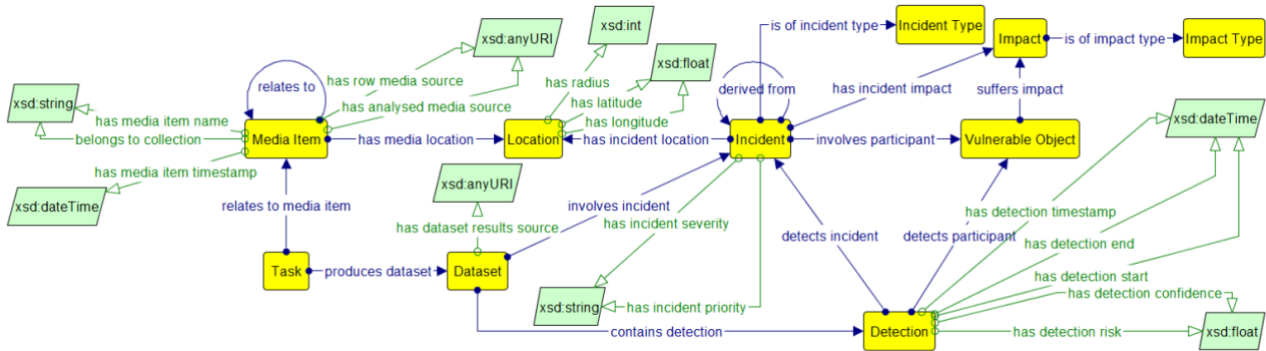 xsd:anyURI
xsd:int
is of incident type
Incident Type
Impact
is of impact type
Impact Type
xsd:float
relates to
has row media source
has radius
derived from
has incident impact
suffers impact
xsd:string
has analysed media source
has latitude
has media item name
has longitude
xsd:dateTime
belongs to collection
Media Item
has media location
Location
has incident location
Incident
involves participant
Vulnerable Object
has media item timestamp
xsd:anyURI
xsd:dateTime
relates to media item
involves incident
has detection timestamp
has dataset results source
has incident severity
detects incident
detects participant
has detection end
Task
produces dataset
Dataset
has detection start
has detection confidence
xsd:string
has incident priority
contains detection
Detection
has detection risk
xsd:float